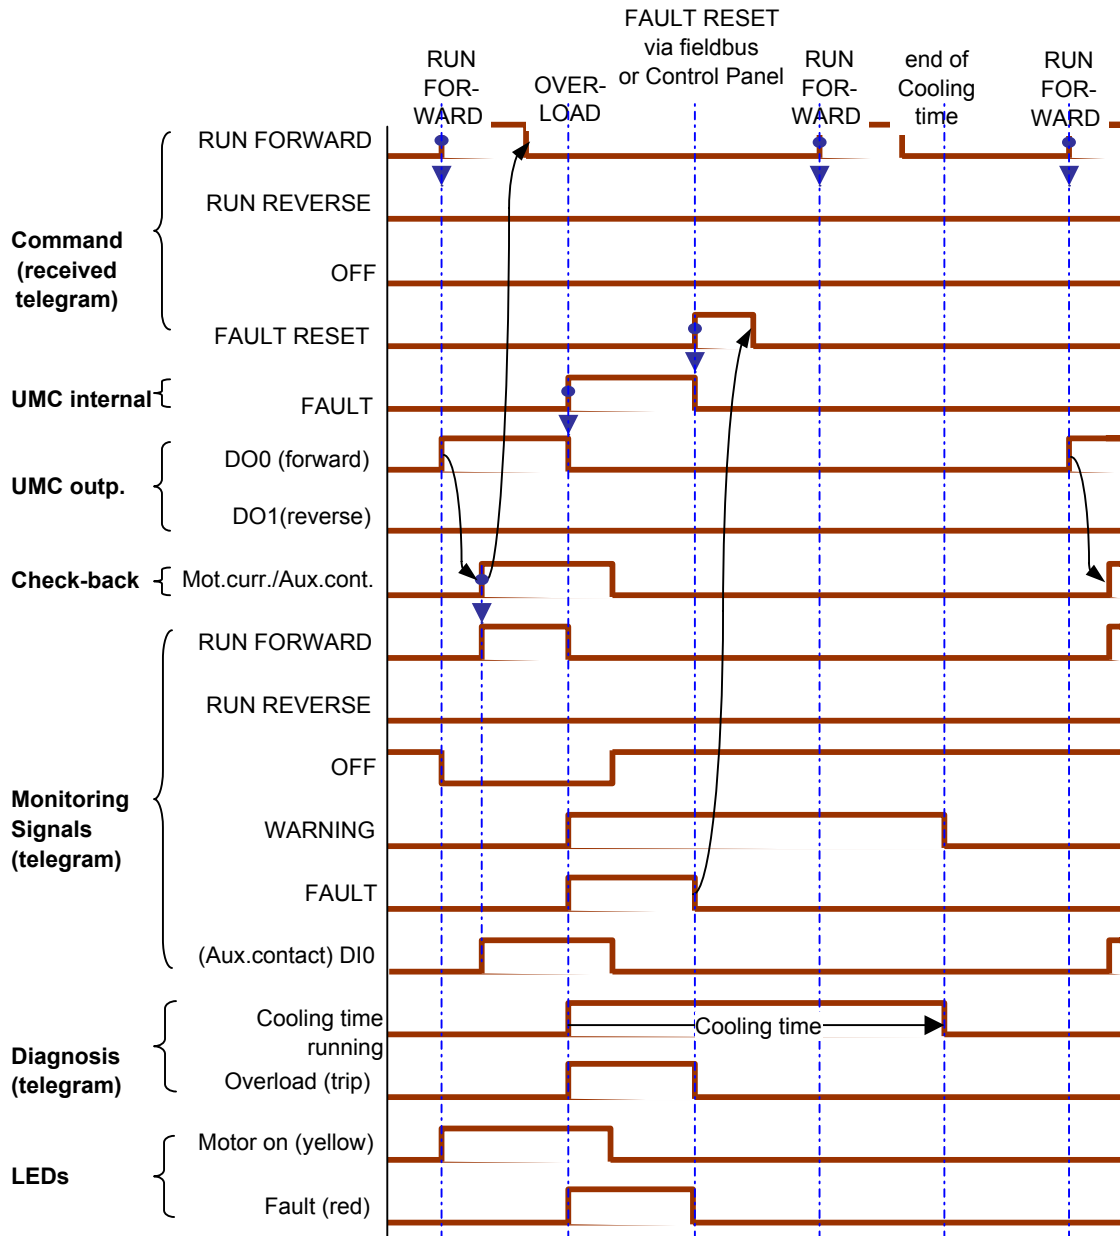 FAULT RESET
via fieldbus
or Control Panel
RUN
FOR-
WARD
OVER-
LOAD
RUN
FOR-
WARD
end of
Cooling
time
RUN
FOR-
WARD
Command
(received
telegram)
RUN FORWARD
RUN REVERSE
OFF
FAULT RESET
UMC internal
FAULT
UMC outp.
DO0 (forward)
DO1(reverse)
Check-back
Mot.curr./Aux.cont.
Monitoring
Signals
(telegram)
RUN FORWARD
RUN REVERSE
OFF
WARNING
FAULT
(Aux.contact) DI0
Diagnosis
(telegram)
Cooling time
running
Cooling time
Overload (trip)
LEDs
Motor on (yellow)
Fault (red)